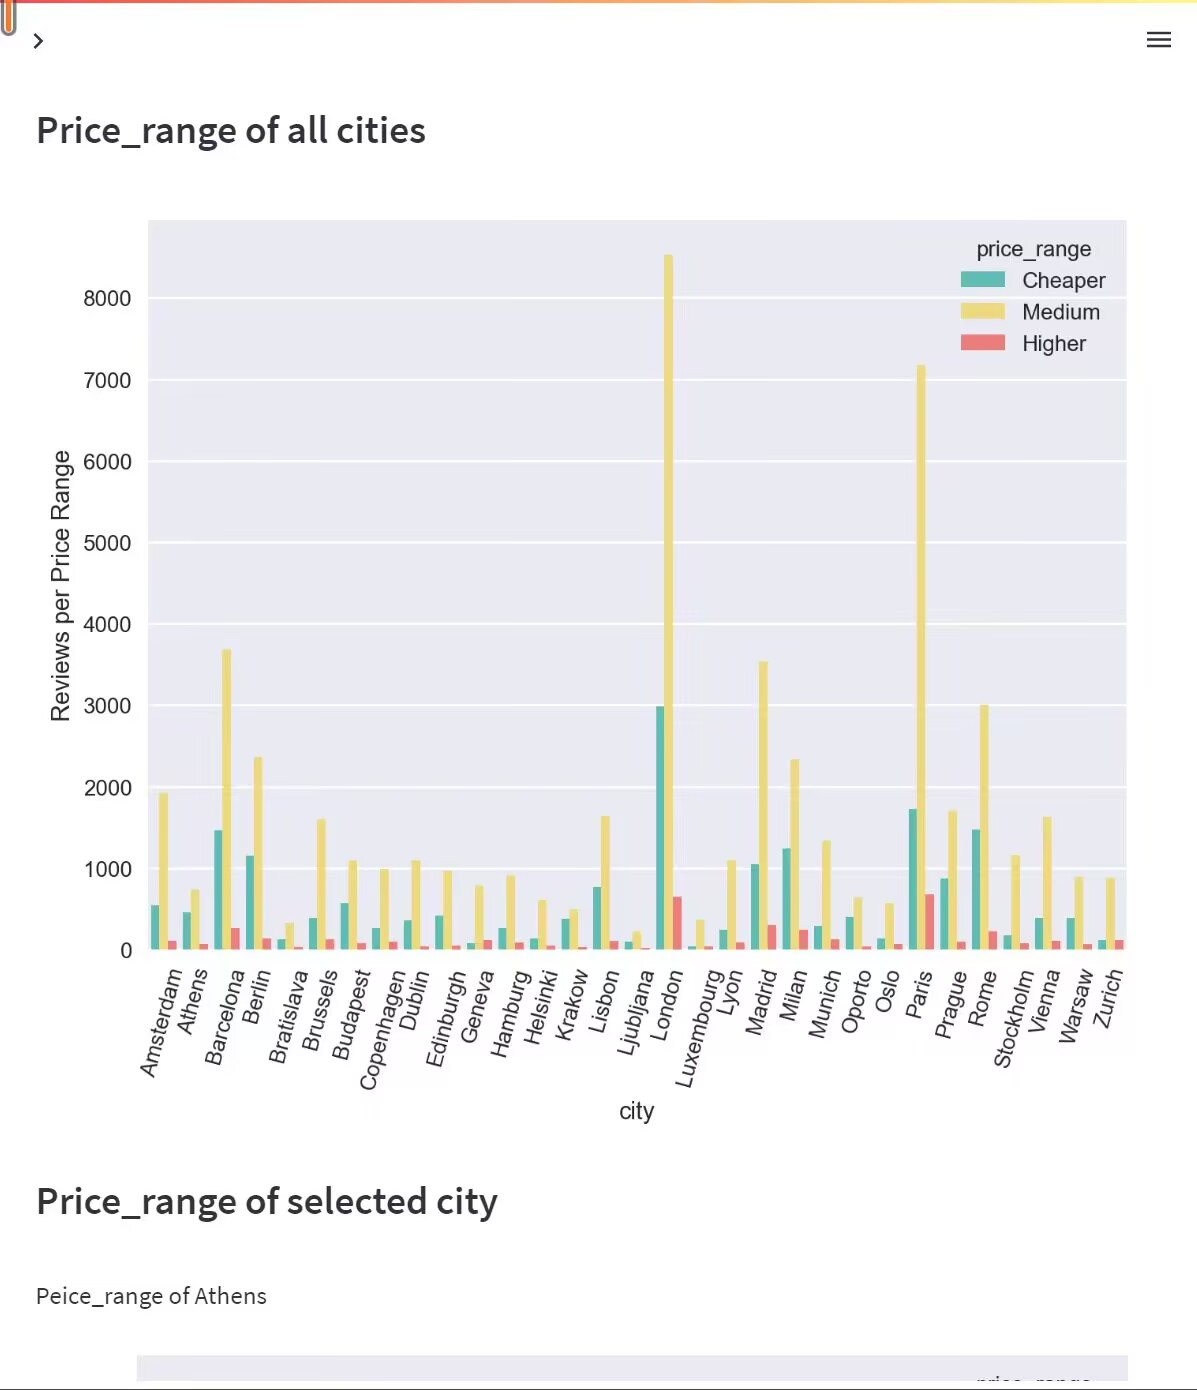 Price_range of all cities
price_range
Cheaper
Medium
Higher
Reviews per Price Range
8000
7000
6000
5000
4000
3000
2000
1000
0
Amsterdam
Athens
Barcelona
Berlin
Bratislava
Brussels
Budapest
Copenhagen
Dublin
Edinburgh
Geneva
Hamburg
Helsinki
Krakow
Lisbon
Ljubljana
London
Luxembourg
Lyon
Madrid
Milan
Munich
Oporto
Oslo
Paris
Prague
Rome
Stockholm
Vienna
Warsaw
Zurich
city
Price_range of selected city
Peice_range of Athens
price_range